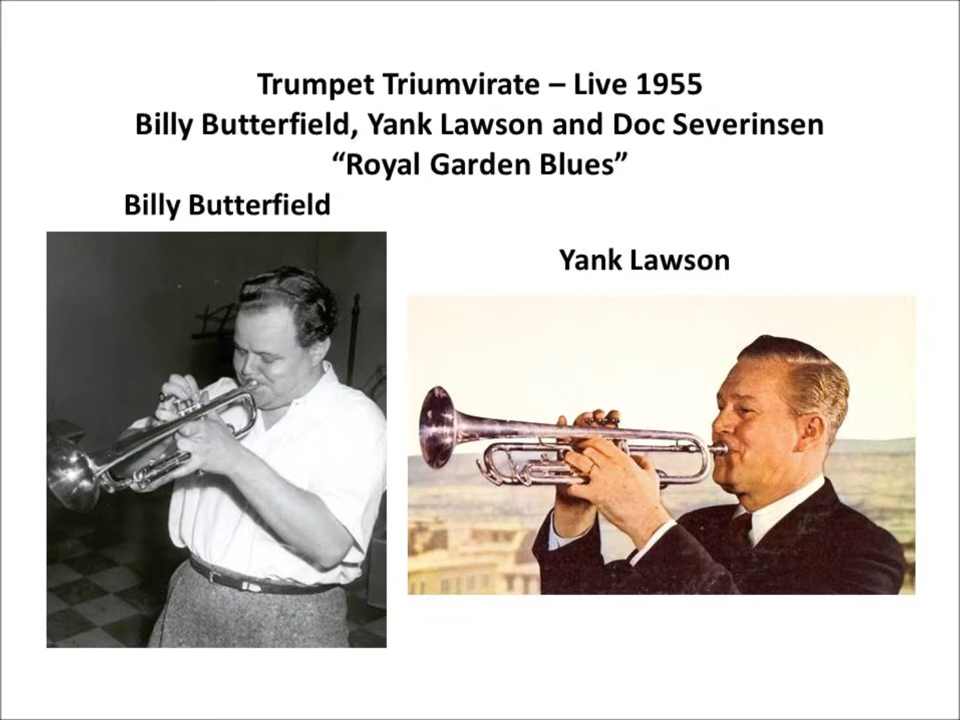 Trumpet Triumvirate – Live 1955
Billy Butterfield, Yank Lawson and Doc Severinsen
“Royal Garden Blues”
Billy Butterfield
Yank Lawson